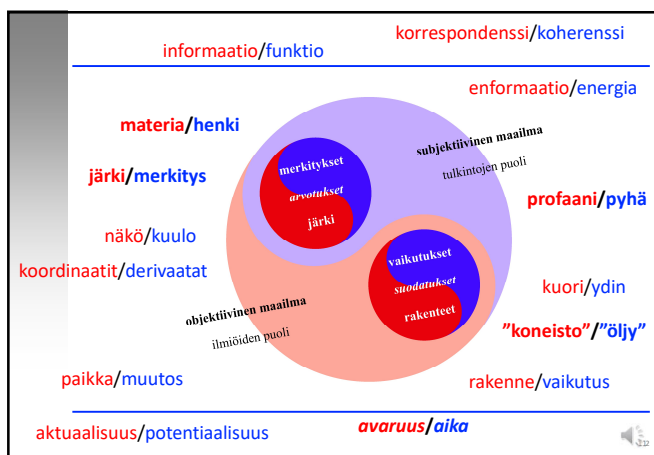 korrespondenssi/koherenssi
informaatio/funktio
enformaatio/energia
materia/henki
subjektiivinen maailma
tulkintojen puoli
merkitykset
arvotukset
järki
järki/merkitys
profaani/pyhä
näkö/kuulo
koordinaatit/derivaatat
vaikutukset
suodatukset
rakenteet
kuori/ydin
objektiivinen maailma
ilmiöiden puoli
”koneisto”/”öljy”
paikka/muutos
rakenne/vaikutus
aktuaalisuus/potentiaalisuus
avaruus/aika